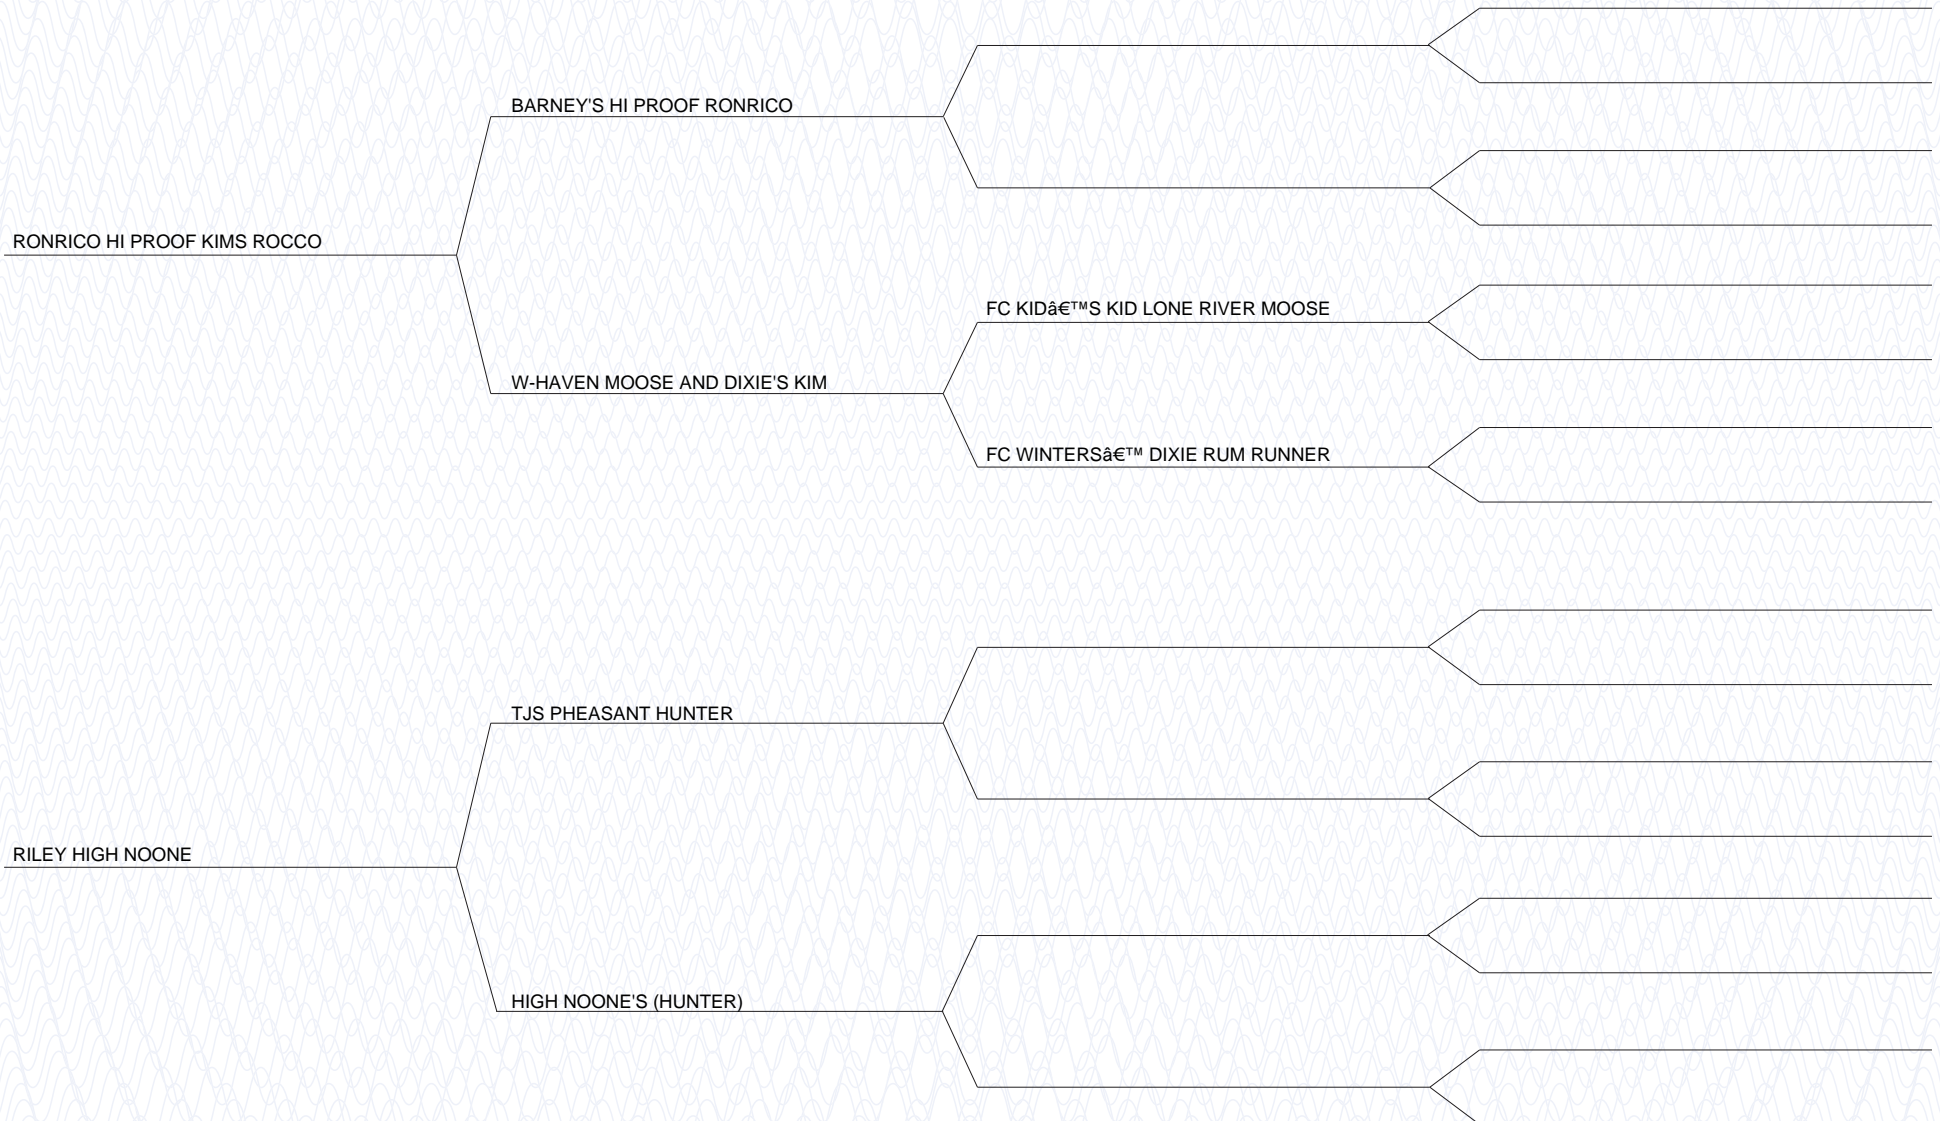 BARNEY'S HI PROOF RONRICO
RONRICO HI PROOF KIMS ROCCO
FC KIDâ€™S KID LONE RIVER MOOSE
W-HAVEN MOOSE AND DIXIE'S KIM
FC WINTERSâ€™ DIXIE RUM RUNNER
TJS PHEASANT HUNTER
RILEY HIGH NOONE
HIGH NOONE'S (HUNTER)